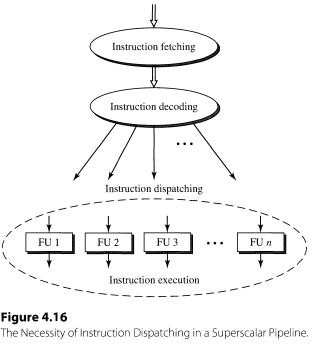 Instruction fetching
Instruction decoding
...
Instruction dispatching
FU 1 FU 2 FU 3 ... FU n
Instruction execution
Figure 4.16
The Necessity of Instruction Dispatching in a Superscalar Pipeline.